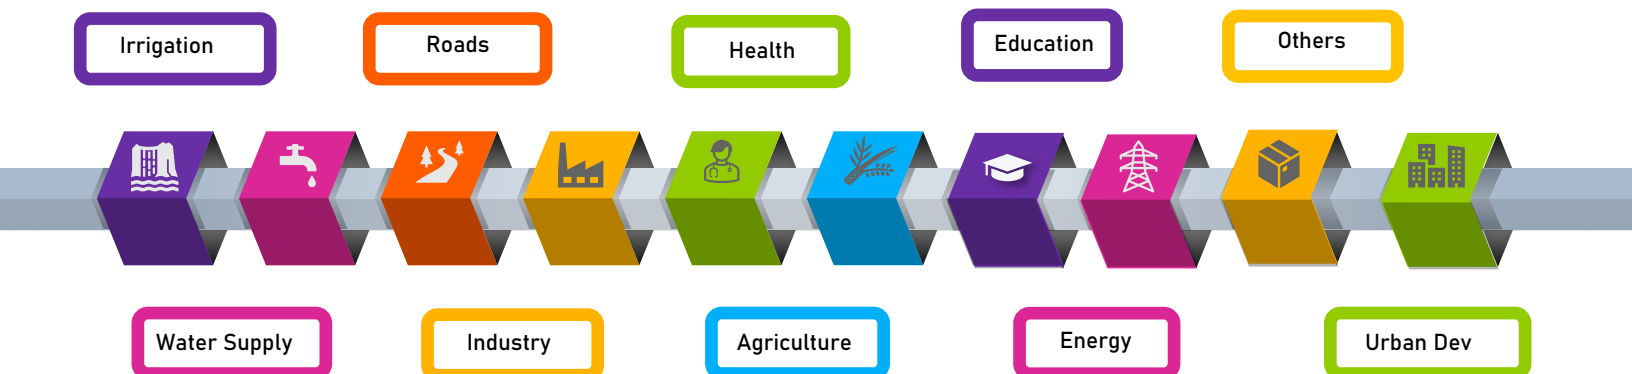 Irrigation
Roads
Health
Education
Others
Water Supply
Industry
Agriculture
Energy
Urban Dev